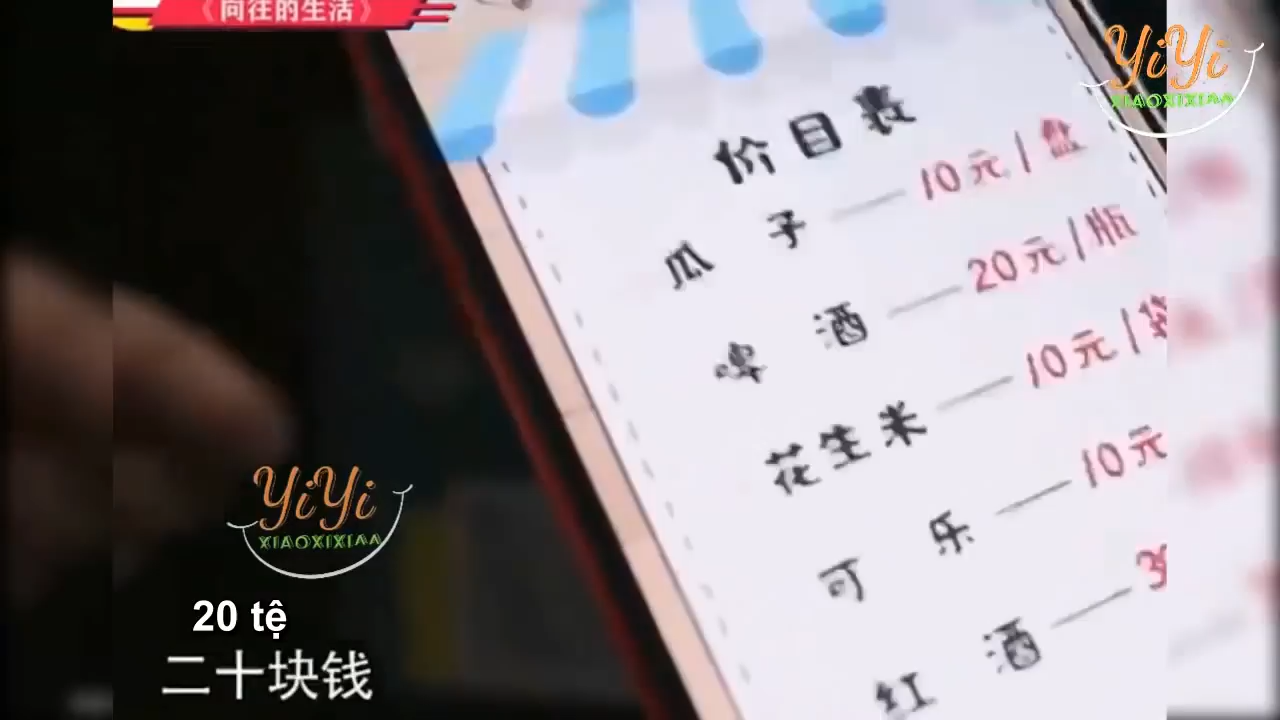 《向往的生活》
YiYi
XIAOXIXIAA
价目表
瓜子 — 10元/盒
啤酒 — 20元/瓶
花生米 — 10元/袋
可乐 — 10元
红酒 —
YiYi
XIAOXIXIAA
20 tệ
二十块钱